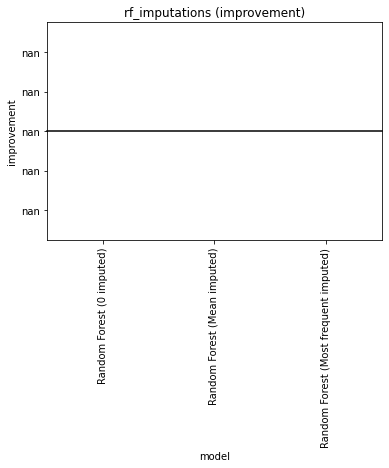 rf_imputations (improvement)
nan
nan
nan
nan
nan
improvement
Random Forest (0 imputed)
Random Forest (Mean imputed)
Random Forest (Most frequent imputed)
model